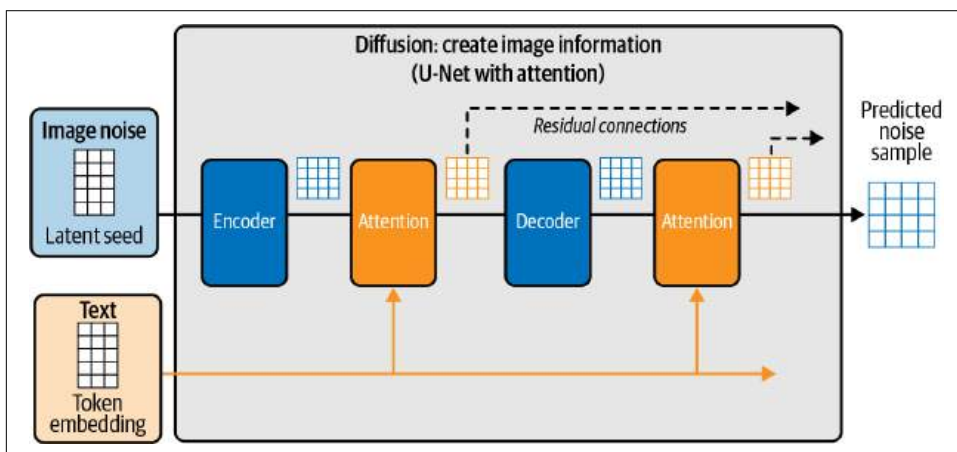 Diffusion: create image information
(U-Net with attention)
Image noise
Latent seed
Residual connections
Predicted
noise
sample
Encoder
Attention
Decoder
Attention
Text
Token
embedding